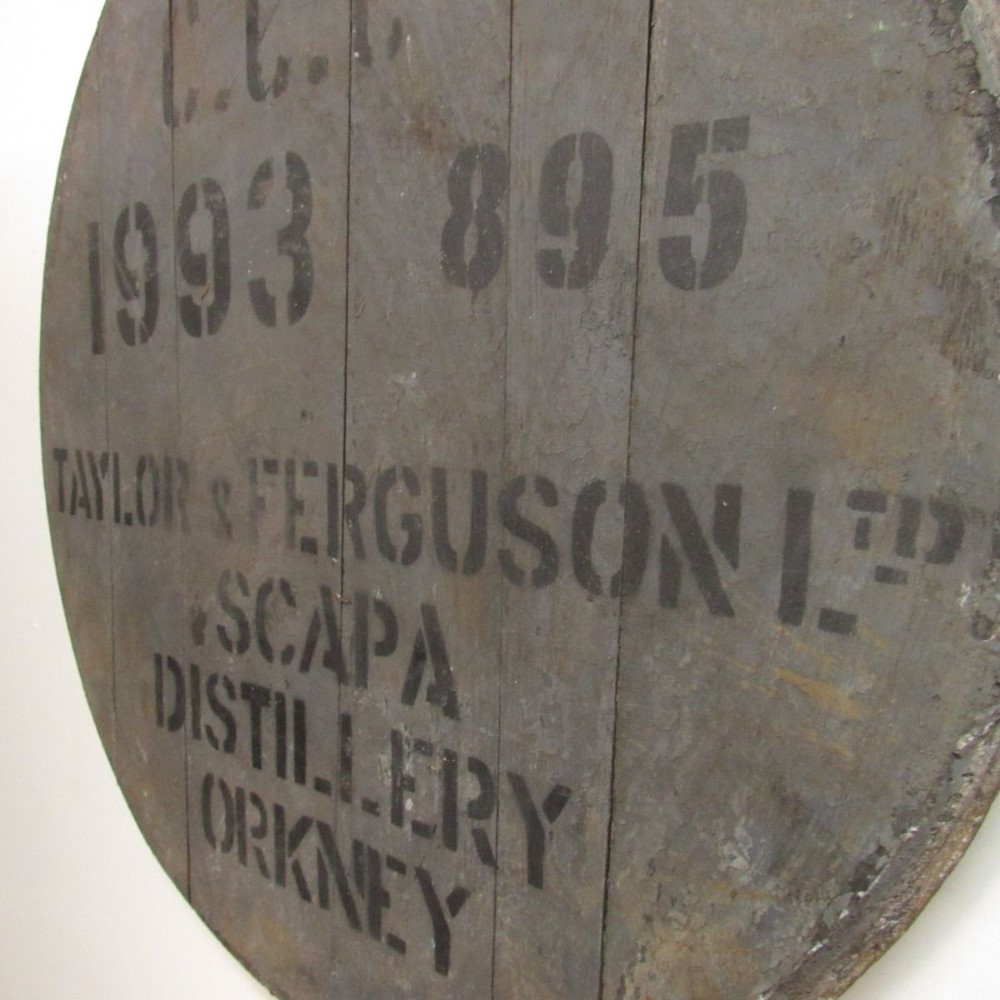 1993 895
TAYLOR & FERGUSON LTD
SCAPA
DISTILLERY
ORKNEY